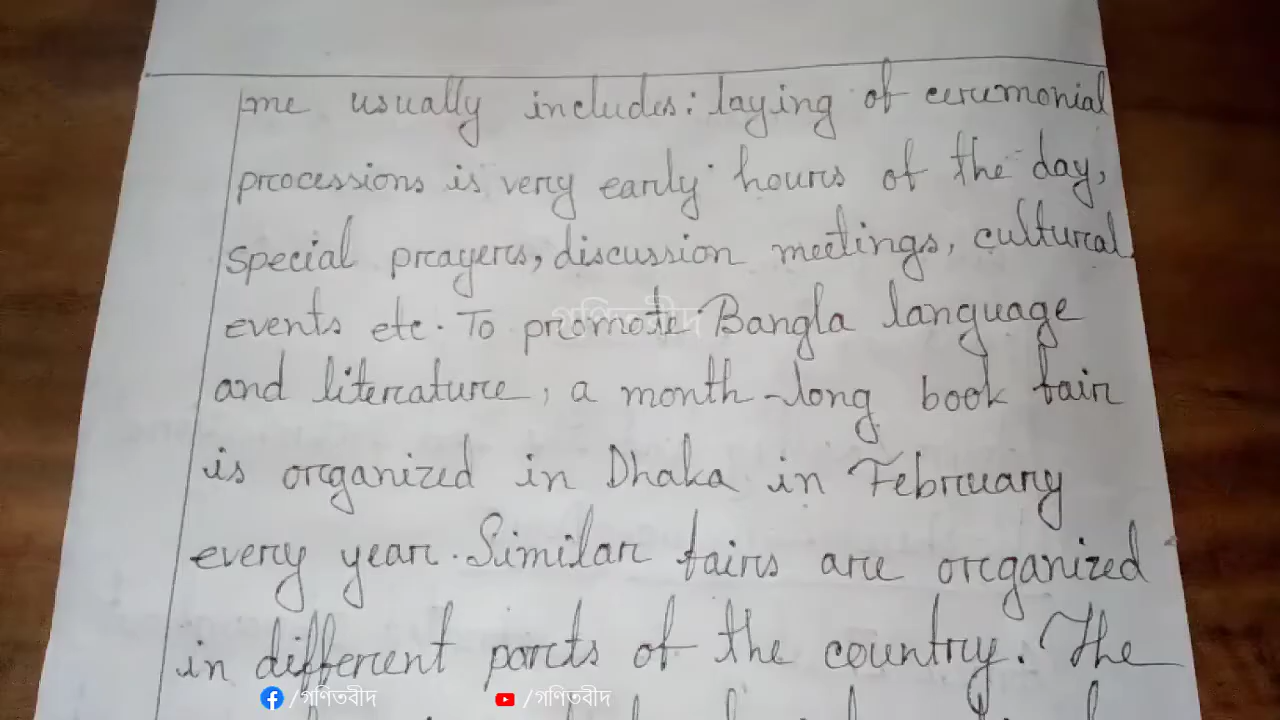 me usually includes: laying of ceremonial
processions is very early hours of the day,
special prayers, discussion meetings, cultural
events etc. To promote Bangla language
and literature, a month-long book fair
is organized in Dhaka in February
every year. Similar fairs are organized
in different parts of the country. The
গণিতবীদ
/গণিতবীদ
/গণিতবীদ